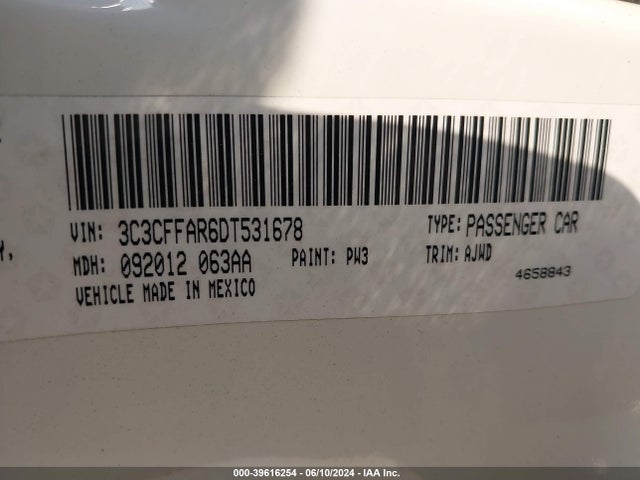 Y,
VIN: 3C3CFFAR6DT531678 TYPE: PASSENGER CAR
MDH: 092012 063AA PAINT: PW3 TRIM: AJWD
VEHICLE MADE IN MEXICO 4658843
000-39616254 - 06/10/2024 - IAA Inc.